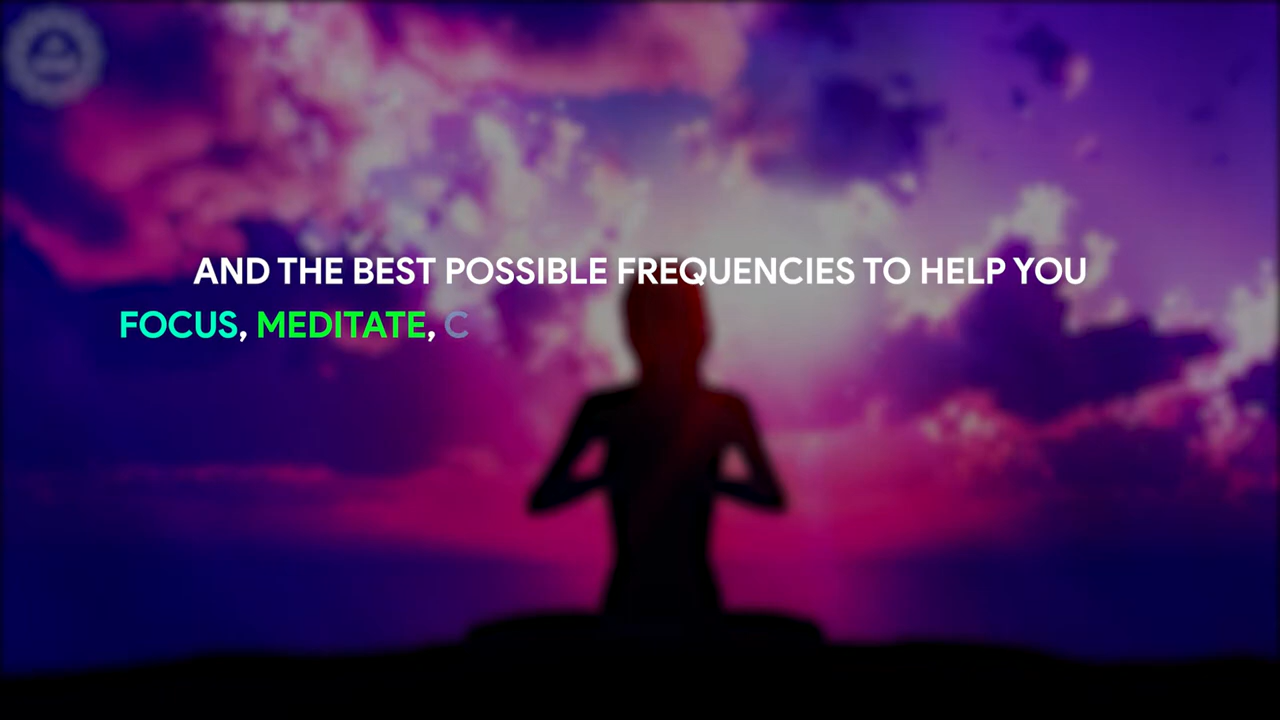 AND THE BEST POSSIBLE FREQUENCIES TO HELP YOU
FOCUS, MEDITATE, C